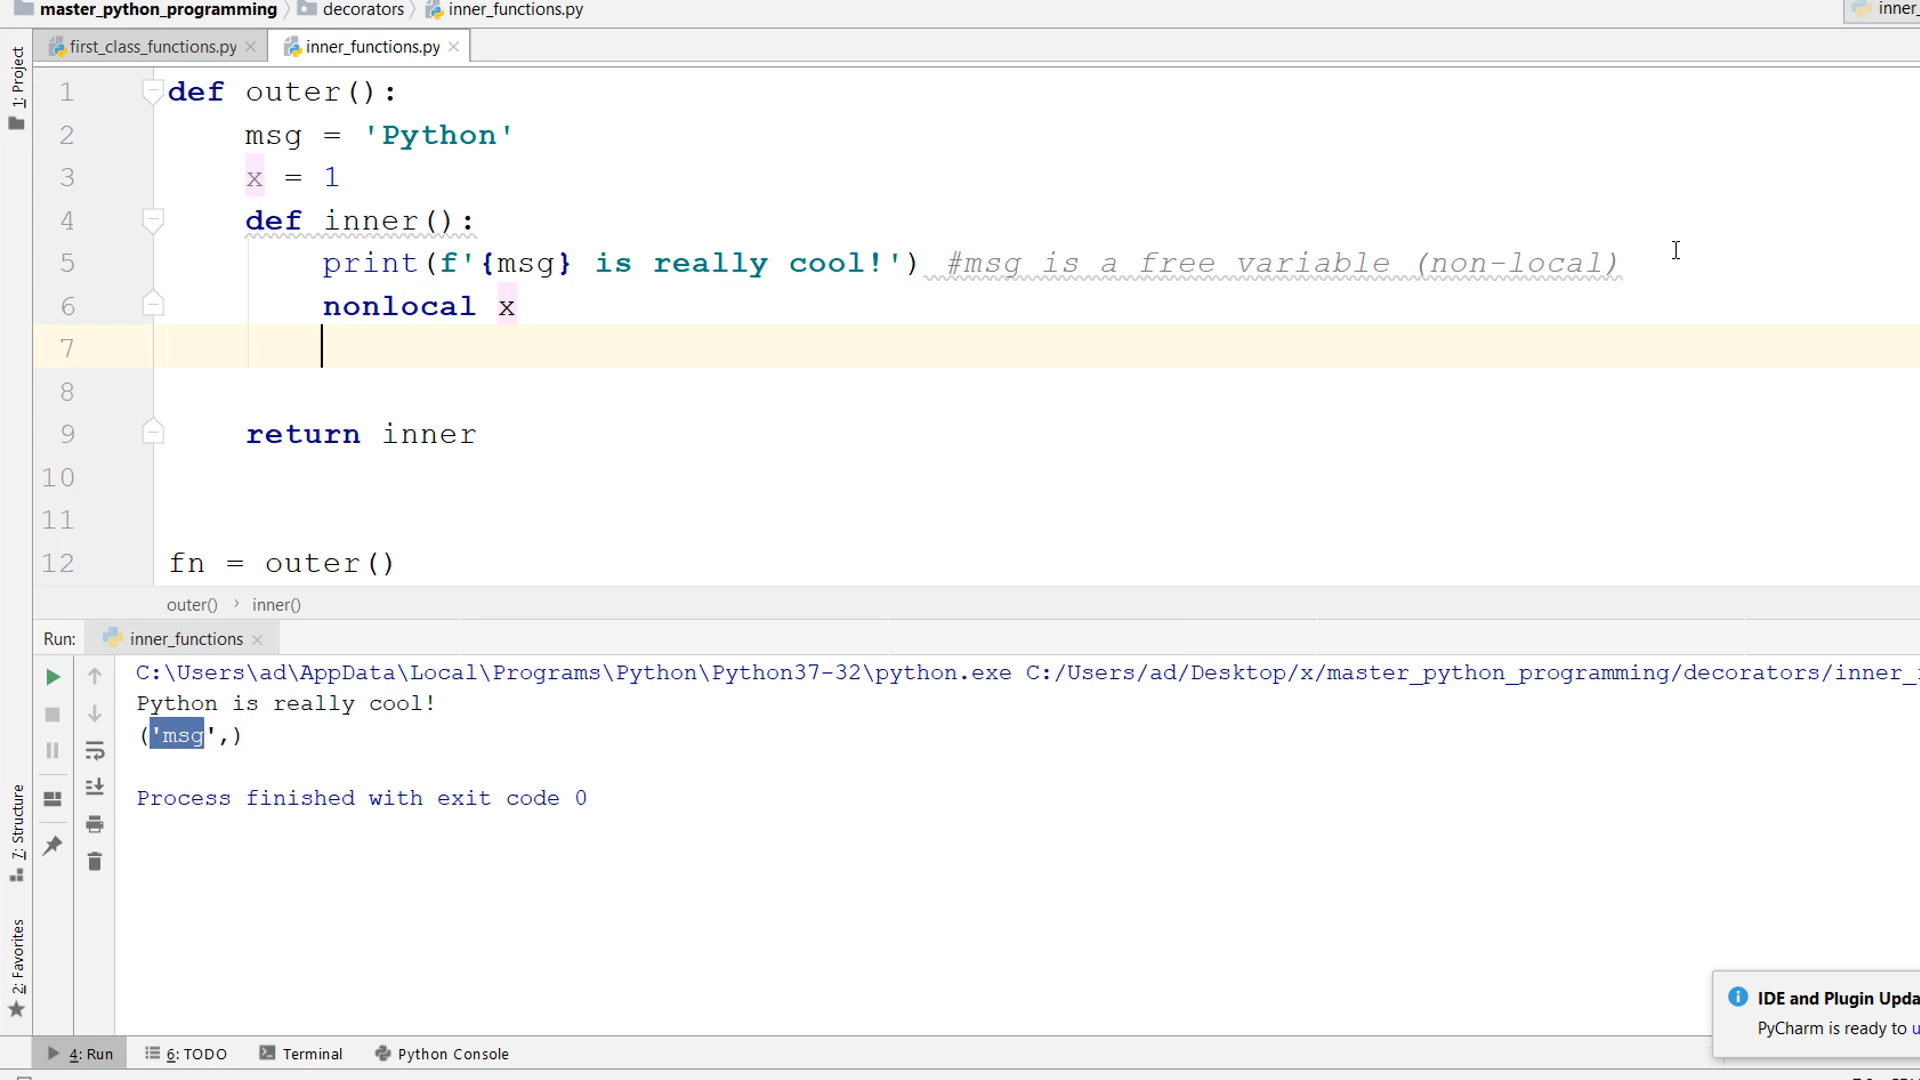 master_python_programming decorators inner_functions.py inner_
first_class_functions.py inner_functions.py
1: Project
1 def outer():
2 msg = 'Python'
3 x = 1
4 def inner():
5 print(f'{msg} is really cool!') #msg is a free variable (non-local)
6 nonlocal x
7
8
9 return inner
10
11
12 fn = outer()
outer() › inner()
Run: inner_functions
C:\Users\ad\AppData\Local\Programs\Python\Python37-32\python.exe C:/Users/ad/Desktop/x/master_python_programming/decorators/inner_
Python is really cool!
('msg',)
Process finished with exit code 0
7: Structure
2: Favorites
IDE and Plugin Upda
PyCharm is ready to u
4: Run 6: TODO Terminal Python Console